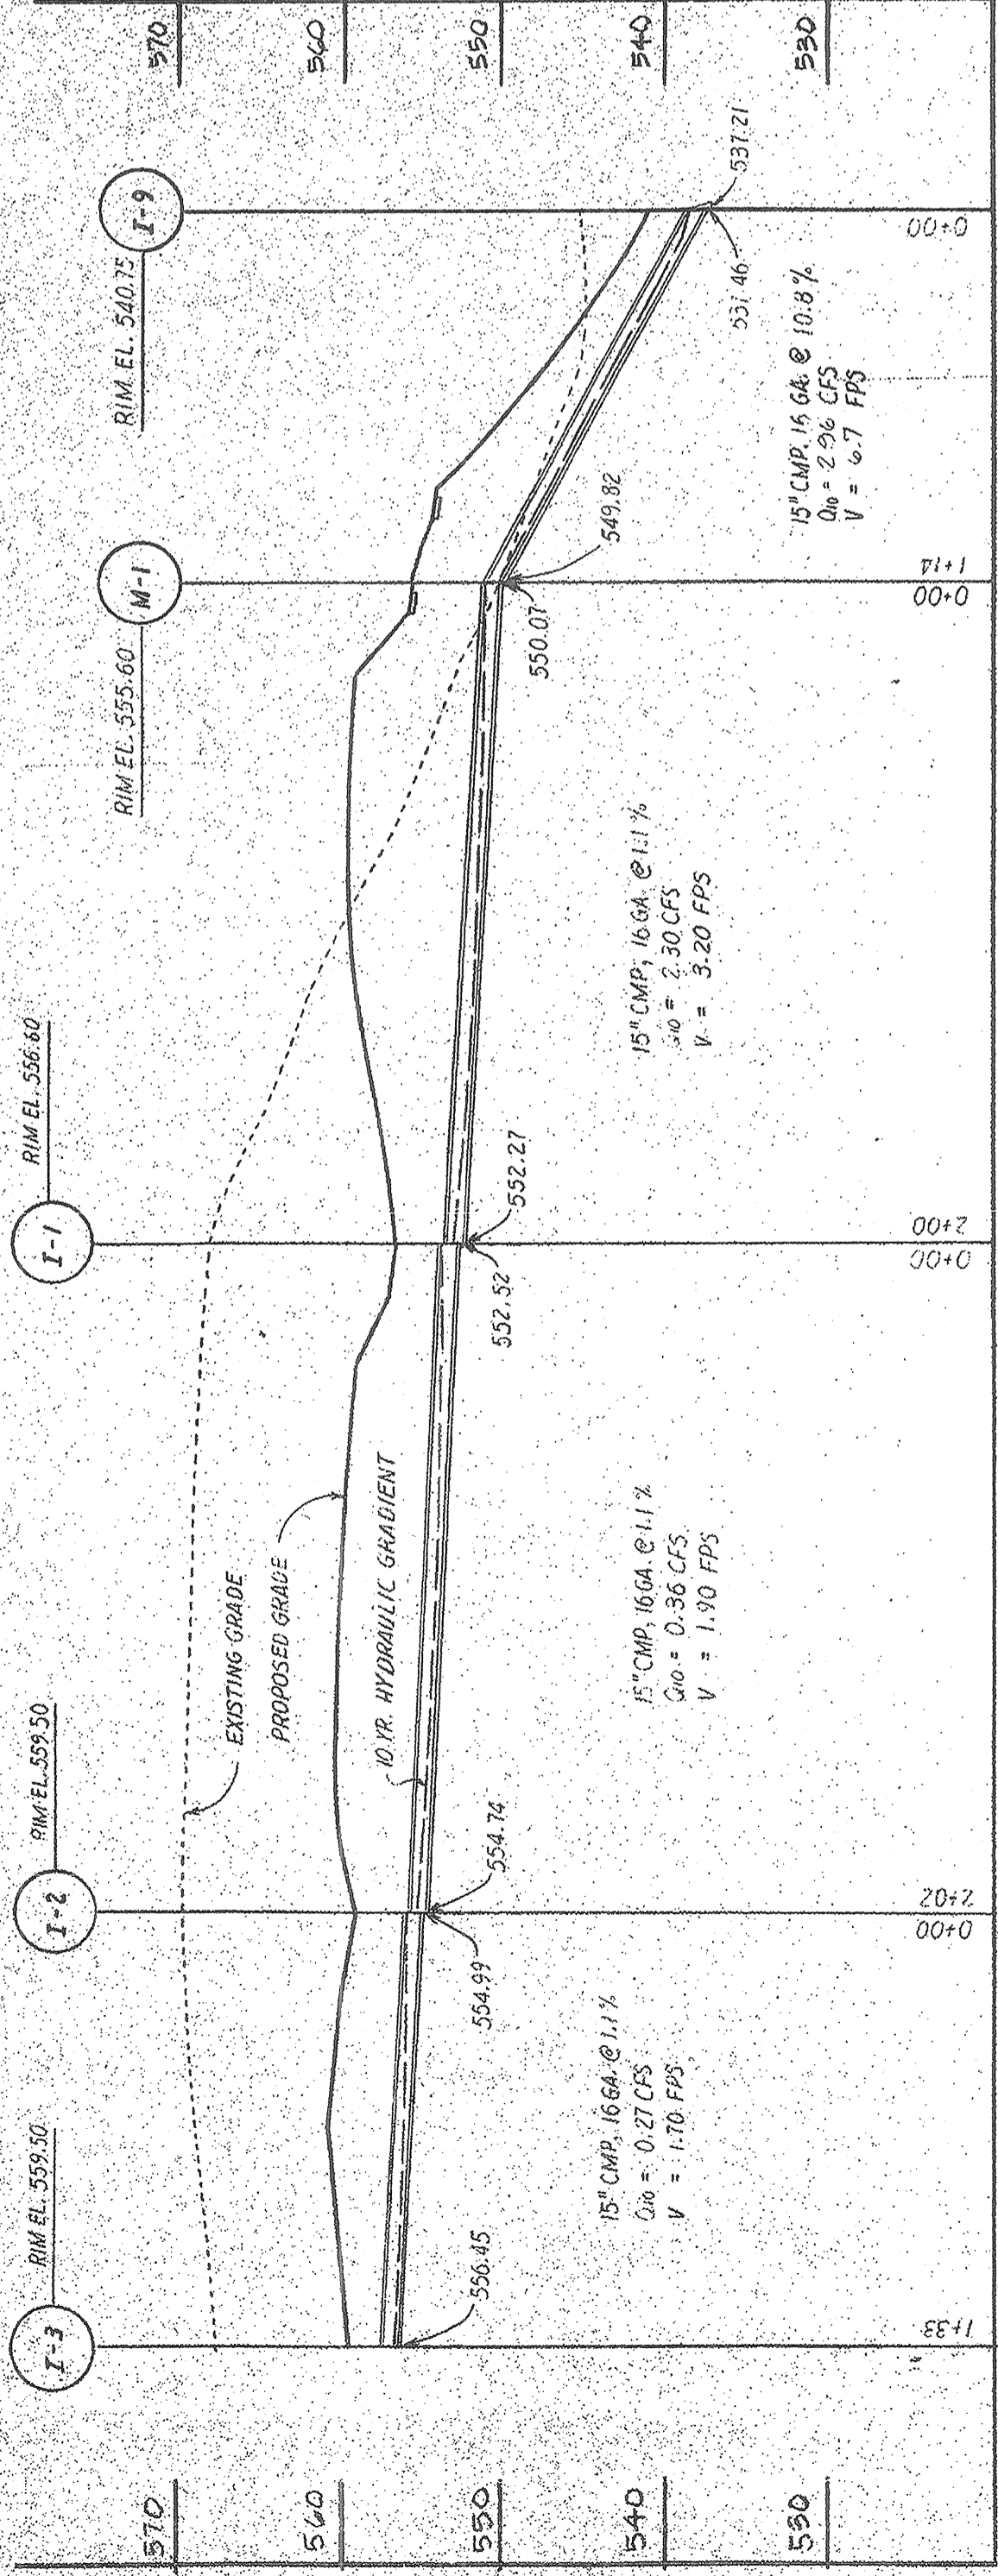 I-3
RIM EL. 559.50
I-2
RIM EL. 559.50
I-1
RIM EL. 556.60
M-1
RIM EL. 555.60
I-9
RIM EL. 540.75
570
560
550
540
530
570
560
550
540
530
EXISTING GRADE
PROPOSED GRADE
10 YR. HYDRAULIC GRADIENT
556.45
554.99
554.74
552.52
552.27
550.07
549.82
537.46
537.21
15" CMP, 16 GA. @ 1.1%
Q10 = 0.27 CFS
V = 1.70 FPS
15" CMP, 16 GA. @ 1.1%
Q10 = 0.36 CFS
V = 1.90 FPS
15" CMP, 16 GA. @ 1.1%
Q10 = 2.30 CFS
V = 3.20 FPS
15" CMP, 16 GA. @ 10.8%
Q10 = 2.96 CFS
V = 6.7 FPS
1+33
0+00
2+02
0+00
2+00
0+00
1+14
0+00